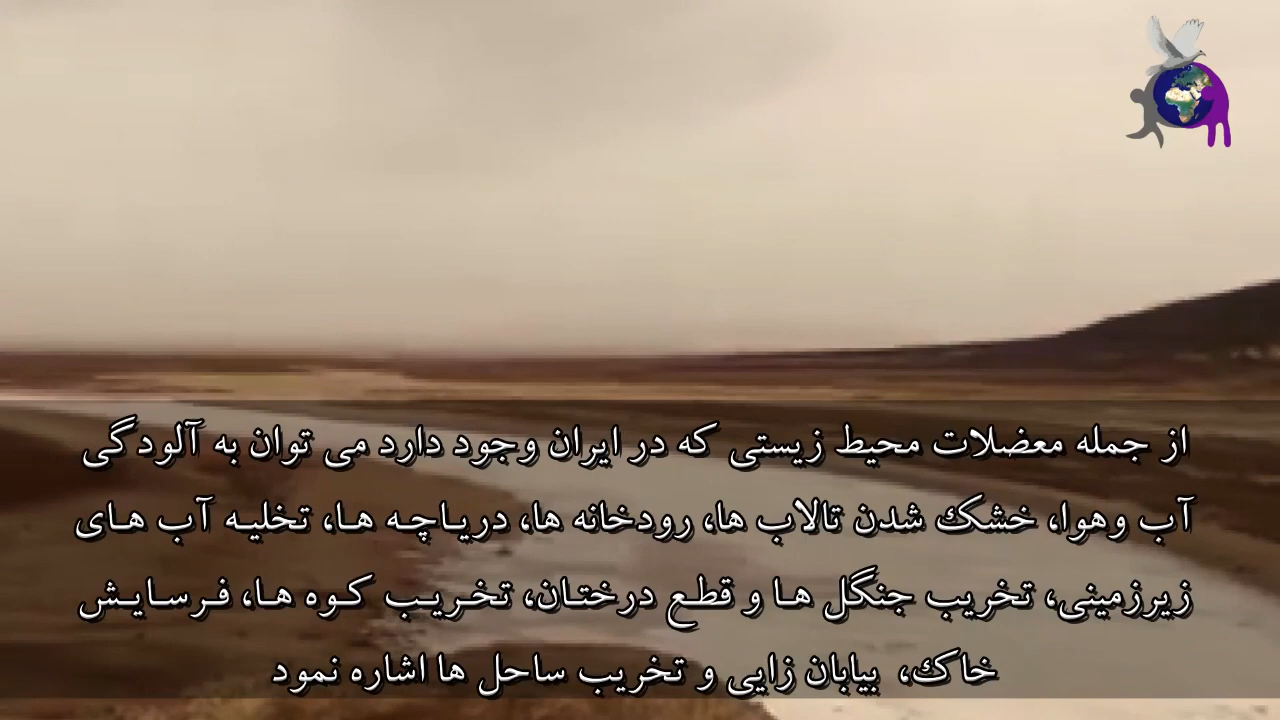 از جمله معضلات محیط زیستی که در ایران وجود دارد می توان به آلودگی
آب وهوا، خشک شدن تالاب ها، رودخانه ها، دریاچه ها، تخلیه آب های
زیرزمینی، تخریب جنگل ها و قطع درختان، تخریب کوه ها، فرسایش
خاک، بیابان زایی و تخریب ساحل ها اشاره نمود